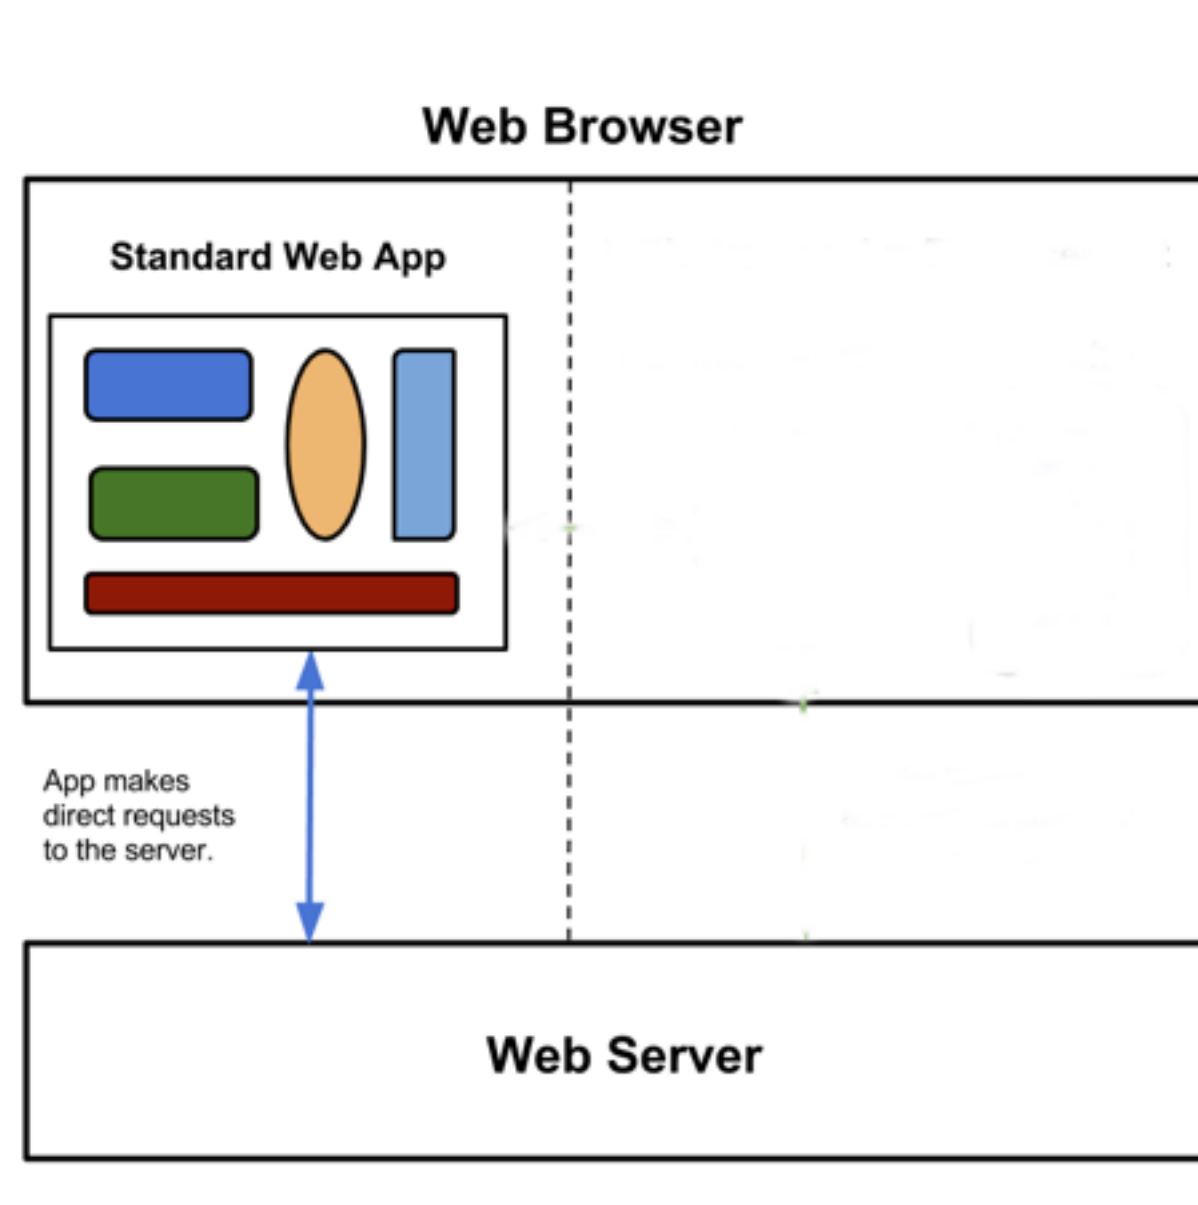 Web Browser
Standard Web App
App makes
direct requests
to the server.
Web Server